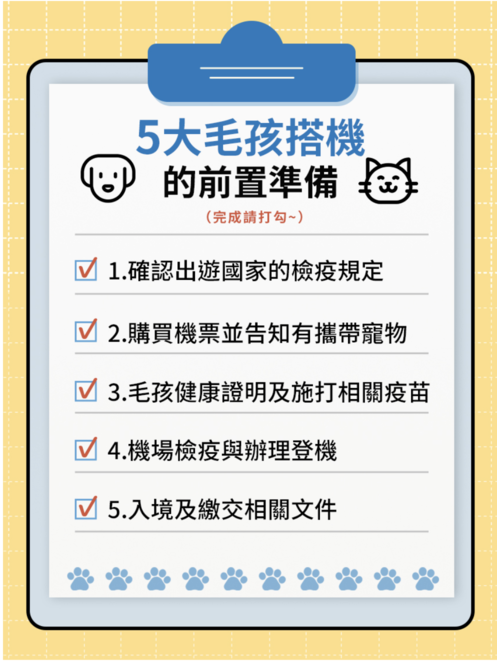 5大毛孩搭機
的前置準備
（完成請打勾~）
1.確認出遊國家的檢疫規定
2.購買機票並告知有攜帶寵物
3.毛孩健康證明及施打相關疫苗
4.機場檢疫與辦理登機
5.入境及繳交相關文件